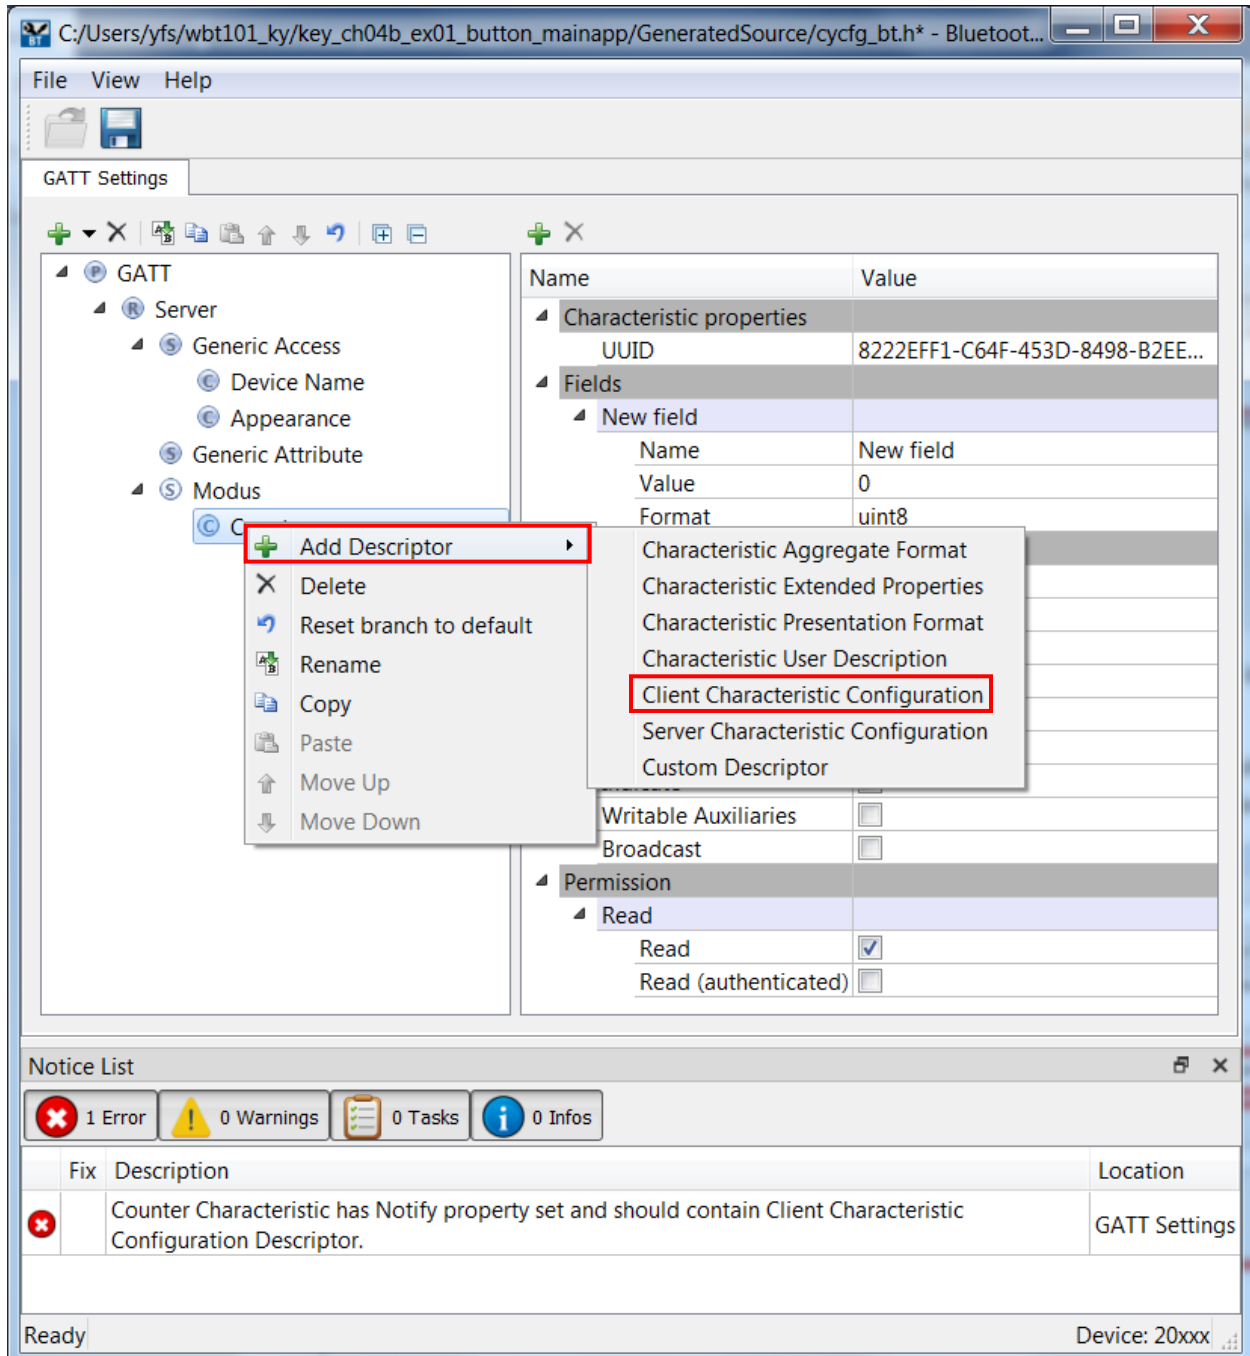 C:/Users/yfs/wbt101_ky/key_ch04b_ex01_button_mainapp/GeneratedSource/cycfg_bt.h* - Bluetoot...
File View Help
GATT Settings
GATT
Server
Generic Access
Device Name
Appearance
Generic Attribute
Modus
Add Descriptor
Delete
Reset branch to default
Rename
Copy
Paste
Move Up
Move Down
Name Value
Characteristic properties
UUID 8222EFF1-C64F-453D-8498-B2EE...
Fields
New field
Name New field
Value 0
Format uint8
Characteristic Aggregate Format
Characteristic Extended Properties
Characteristic Presentation Format
Characteristic User Description
Client Characteristic Configuration
Server Characteristic Configuration
Custom Descriptor
Writable Auxiliaries
Broadcast
Permission
Read
Read
Read (authenticated)
Notice List
1 Error 0 Warnings 0 Tasks 0 Infos
Fix Description Location
Counter Characteristic has Notify property set and should contain Client Characteristic
Configuration Descriptor.
GATT Settings
Ready Device: 20xxx